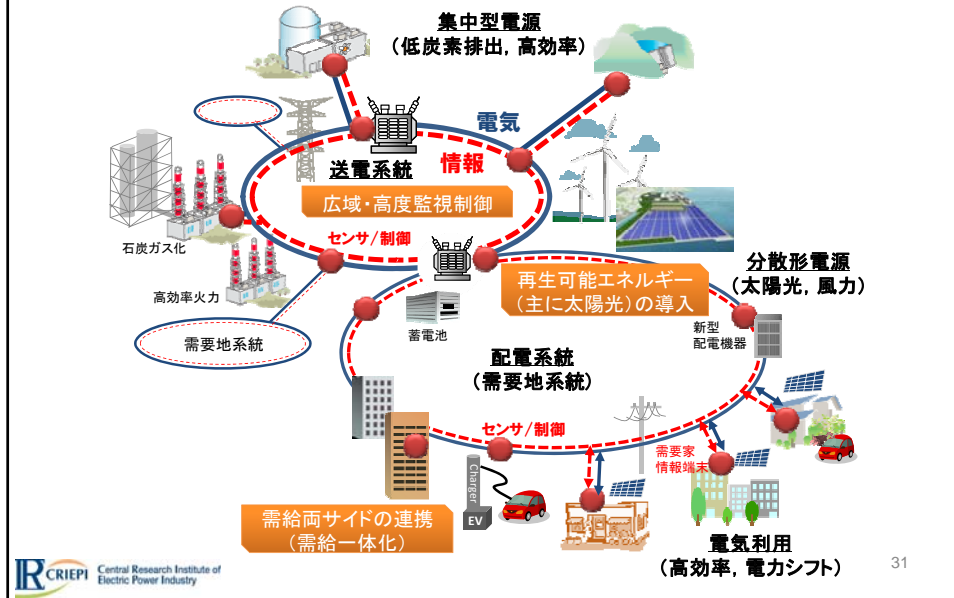 集中型電源
(低炭素排出, 高効率)
電気
情報
送電系統
広域・高度監視制御
センサ/制御
石炭ガス化
高効率火力
需要地系統
再生可能エネルギー
(主に太陽光)の導入
分散形電源
(太陽光, 風力)
蓄電池
新型
配電機器
配電系統
(需要地系統)
センサ/制御
需要家
情報端末
Charger
EV
需給両サイドの連携
(需給一体化)
電気利用
(高効率, 電力シフト)
IR CRIEPI
Central Research Institute of
Electric Power Industry
31